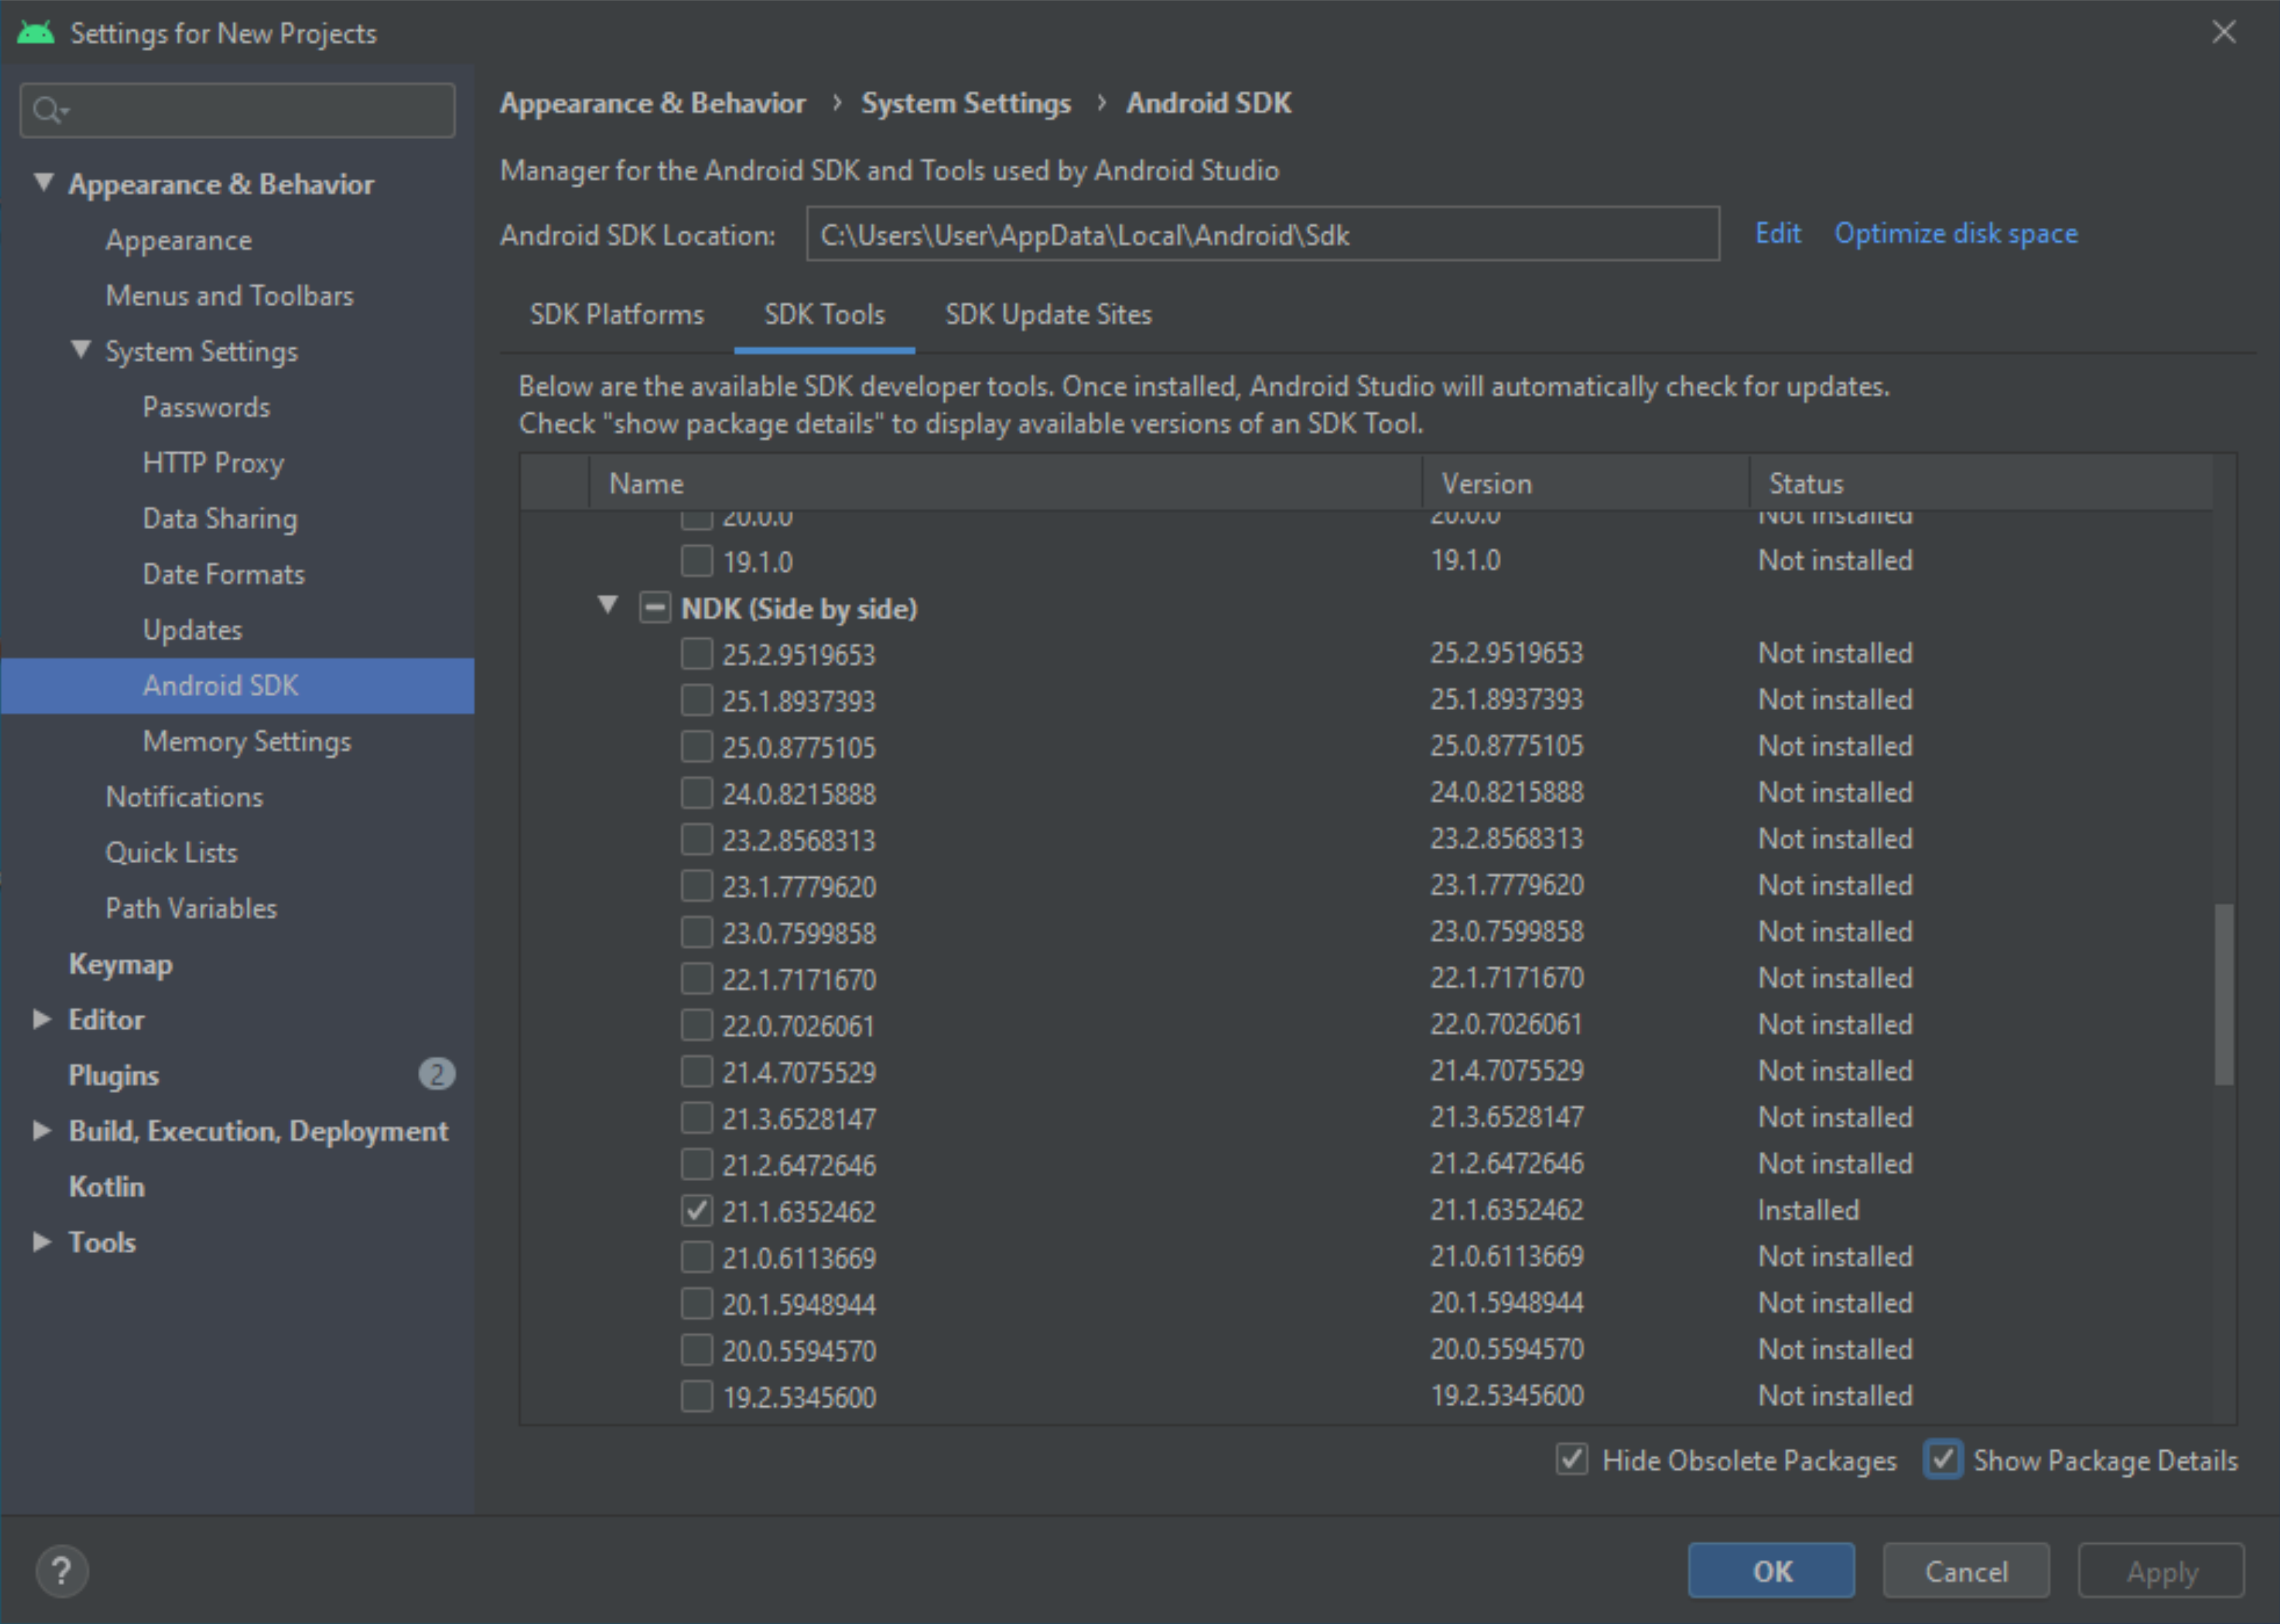 Settings for New Projects
Appearance & Behavior
Appearance
Menus and Toolbars
System Settings
Passwords
HTTP Proxy
Data Sharing
Date Formats
Updates
Android SDK
Memory Settings
Notifications
Quick Lists
Path Variables
Keymap
Editor
Plugins 2
Build, Execution, Deployment
Kotlin
Tools
Appearance & Behavior › System Settings › Android SDK
Manager for the Android SDK and Tools used by Android Studio
Android SDK Location: C:\Users\User\AppData\Local\Android\Sdk Edit Optimize disk space
SDK Platforms SDK Tools SDK Update Sites
Below are the available SDK developer tools. Once installed, Android Studio will automatically check for updates.
Check "show package details" to display available versions of an SDK Tool.
Name Version Status
20.0.0 20.0.0 Not installed
19.1.0 19.1.0 Not installed
NDK (Side by side)
25.2.9519653 25.2.9519653 Not installed
25.1.8937393 25.1.8937393 Not installed
25.0.8775105 25.0.8775105 Not installed
24.0.8215888 24.0.8215888 Not installed
23.2.8568313 23.2.8568313 Not installed
23.1.7779620 23.1.7779620 Not installed
23.0.7599858 23.0.7599858 Not installed
22.1.7171670 22.1.7171670 Not installed
22.0.7026061 22.0.7026061 Not installed
21.4.7075529 21.4.7075529 Not installed
21.3.6528147 21.3.6528147 Not installed
21.2.6472646 21.2.6472646 Not installed
21.1.6352462 21.1.6352462 Installed
21.0.6113669 21.0.6113669 Not installed
20.1.5948944 20.1.5948944 Not installed
20.0.5594570 20.0.5594570 Not installed
19.2.5345600 19.2.5345600 Not installed
Hide Obsolete Packages Show Package Details
? OK Cancel Apply